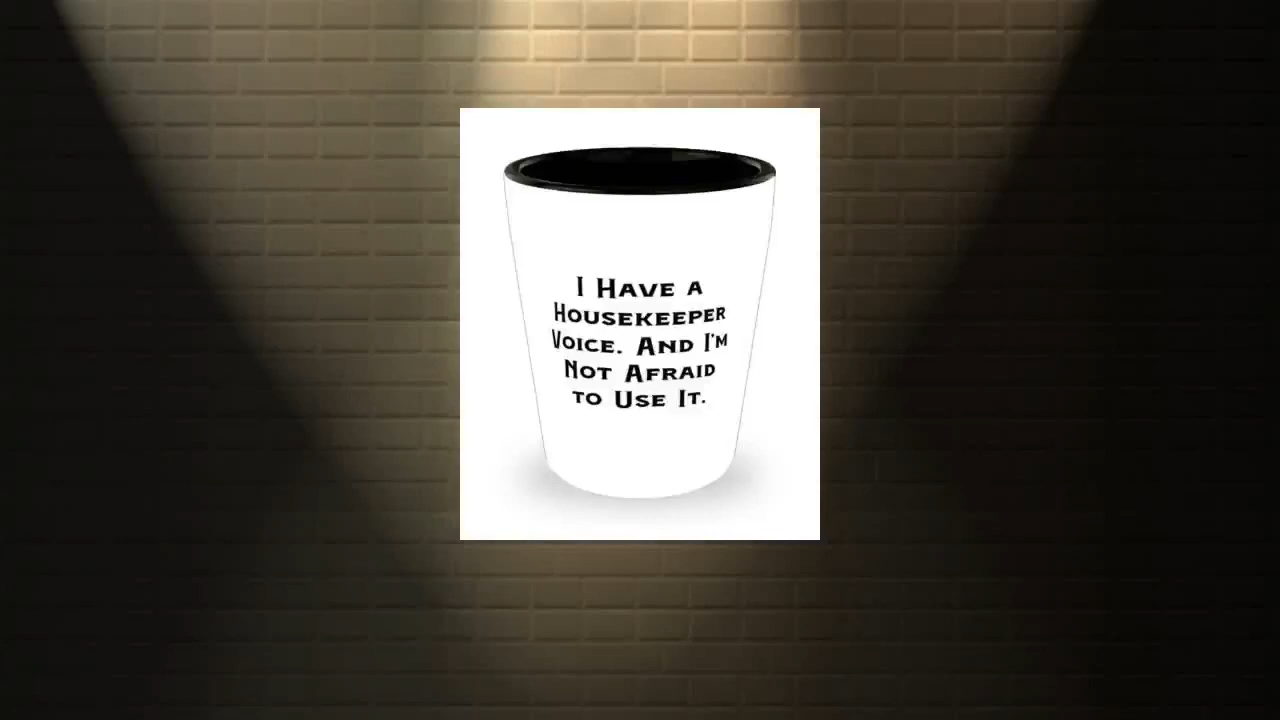 I Have a
Housekeeper
Voice. And I'm
Not Afraid
to Use It.